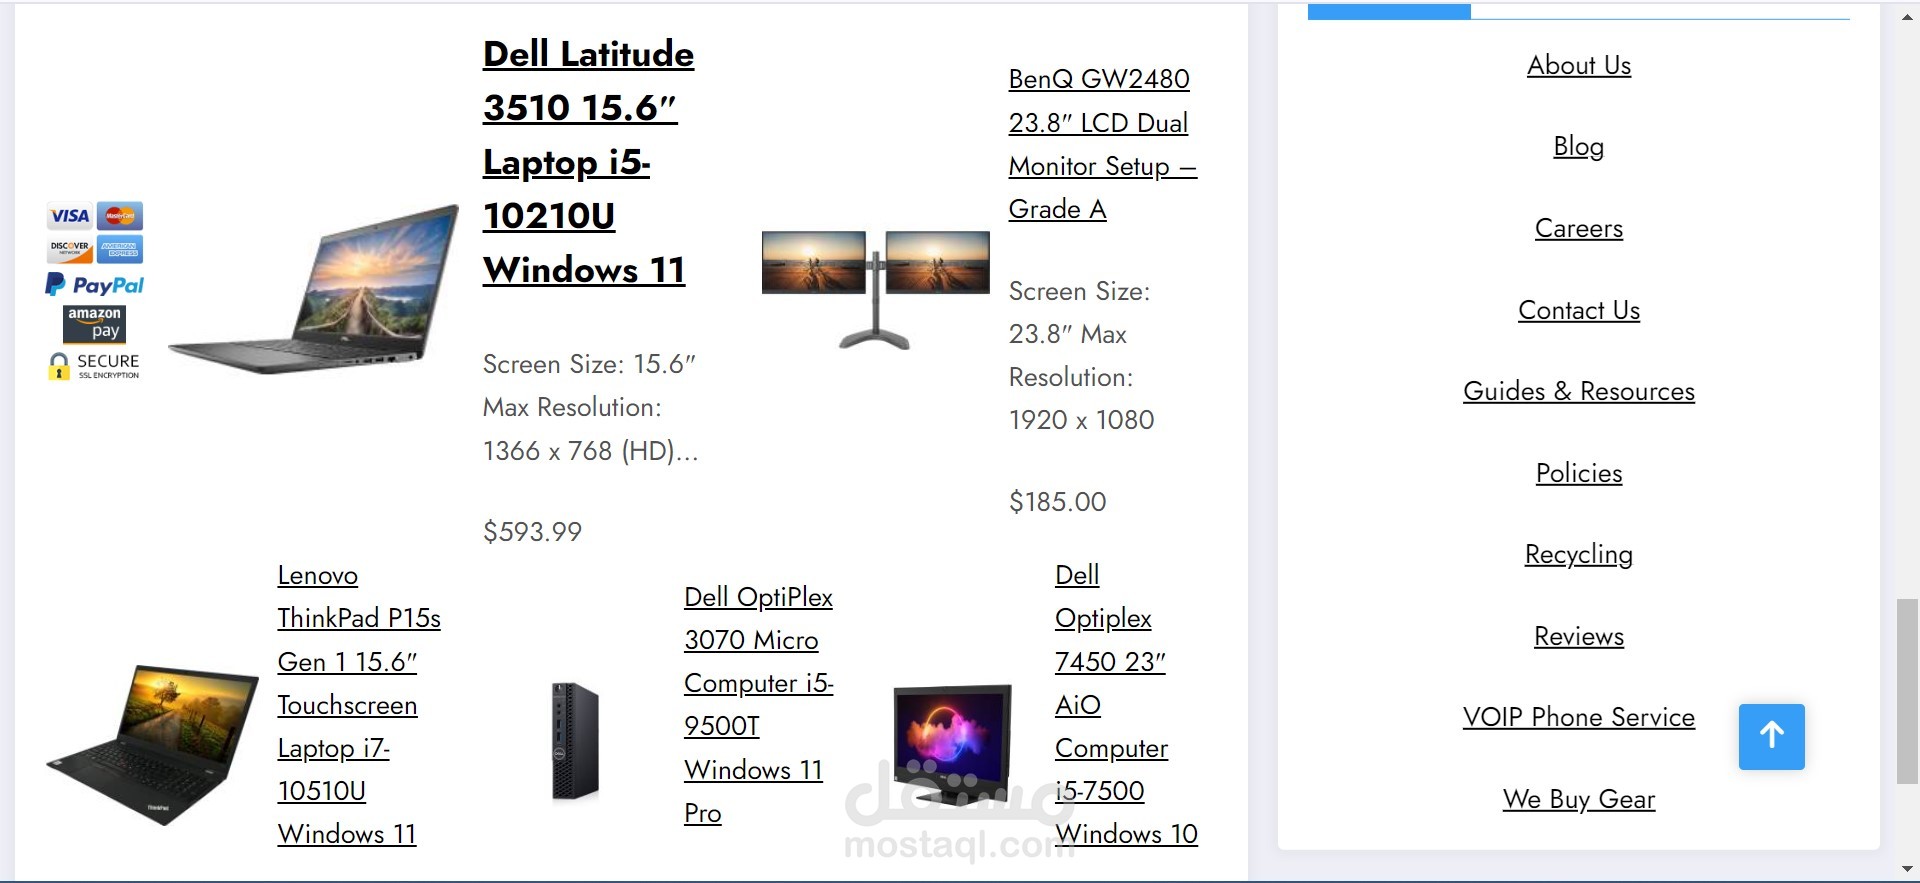 VISA MasterCard
DISCOVER NETWORK AMERICAN EXPRESS
PayPal
amazon
pay
SECURE
SSL ENCRYPTION
Dell Latitude
3510 15.6″
Laptop i5-
10210U
Windows 11
Screen Size: 15.6″
Max Resolution:
1366 x 768 (HD)…
$593.99
BenQ GW2480
23.8″ LCD Dual
Monitor Setup –
Grade A
Screen Size:
23.8″ Max
Resolution:
1920 x 1080
$185.00
Lenovo
ThinkPad P15s
Gen 1 15.6″
Touchscreen
Laptop i7-
10510U
Windows 11
Dell OptiPlex
3070 Micro
Computer i5-
9500T
Windows 11
Pro
Dell
Optiplex
7450 23″
AiO
Computer
i5-7500
Windows 10
مستقل
mostaql.com
About Us
Blog
Careers
Contact Us
Guides & Resources
Policies
Recycling
Reviews
VOIP Phone Service
We Buy Gear